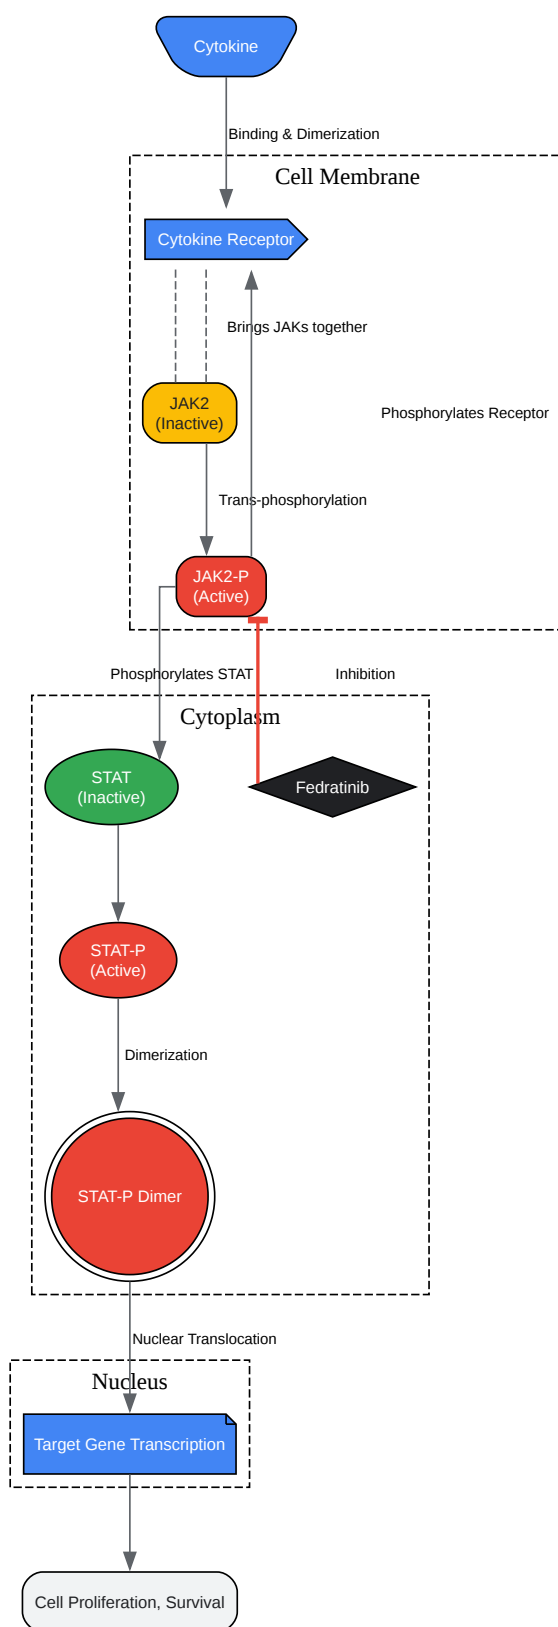 Cytokine
Binding & Dimerization
Cell Membrane
Cytokine Receptor
Brings JAKs together
JAK2
(Inactive)
Phosphorylates Receptor
Trans-phosphorylation
JAK2-P
(Active)
Phosphorylates STAT
Inhibition
Cytoplasm
STAT
(Inactive)
Fedratinib
STAT-P
(Active)
Dimerization
STAT-P Dimer
Nuclear Translocation
Nucleus
Target Gene Transcription
Cell Proliferation, Survival